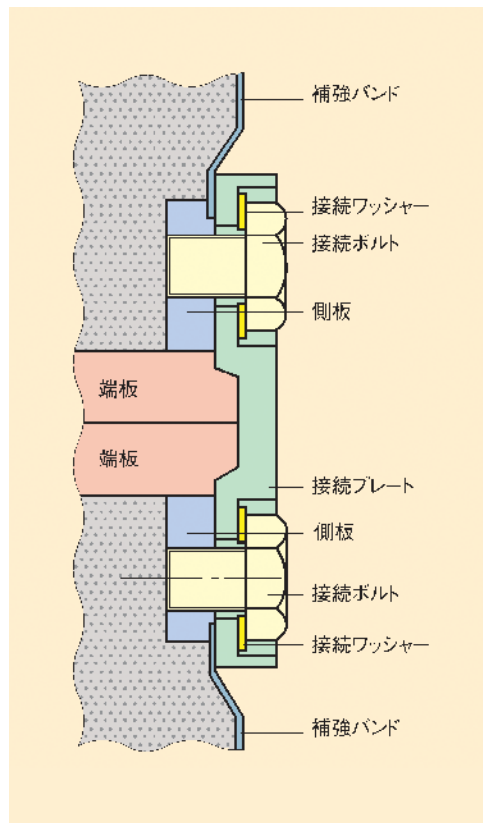 補強バンド
接続ワッシャー
接続ボルト
側板
端板
端板
接続プレート
側板
接続ボルト
接続ワッシャー
補強バンド